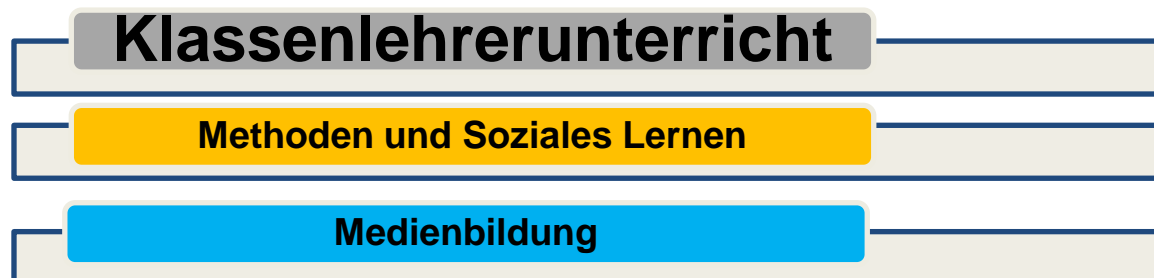 Klassenlehrerunterricht
Methoden und Soziales Lernen
Medienbildung